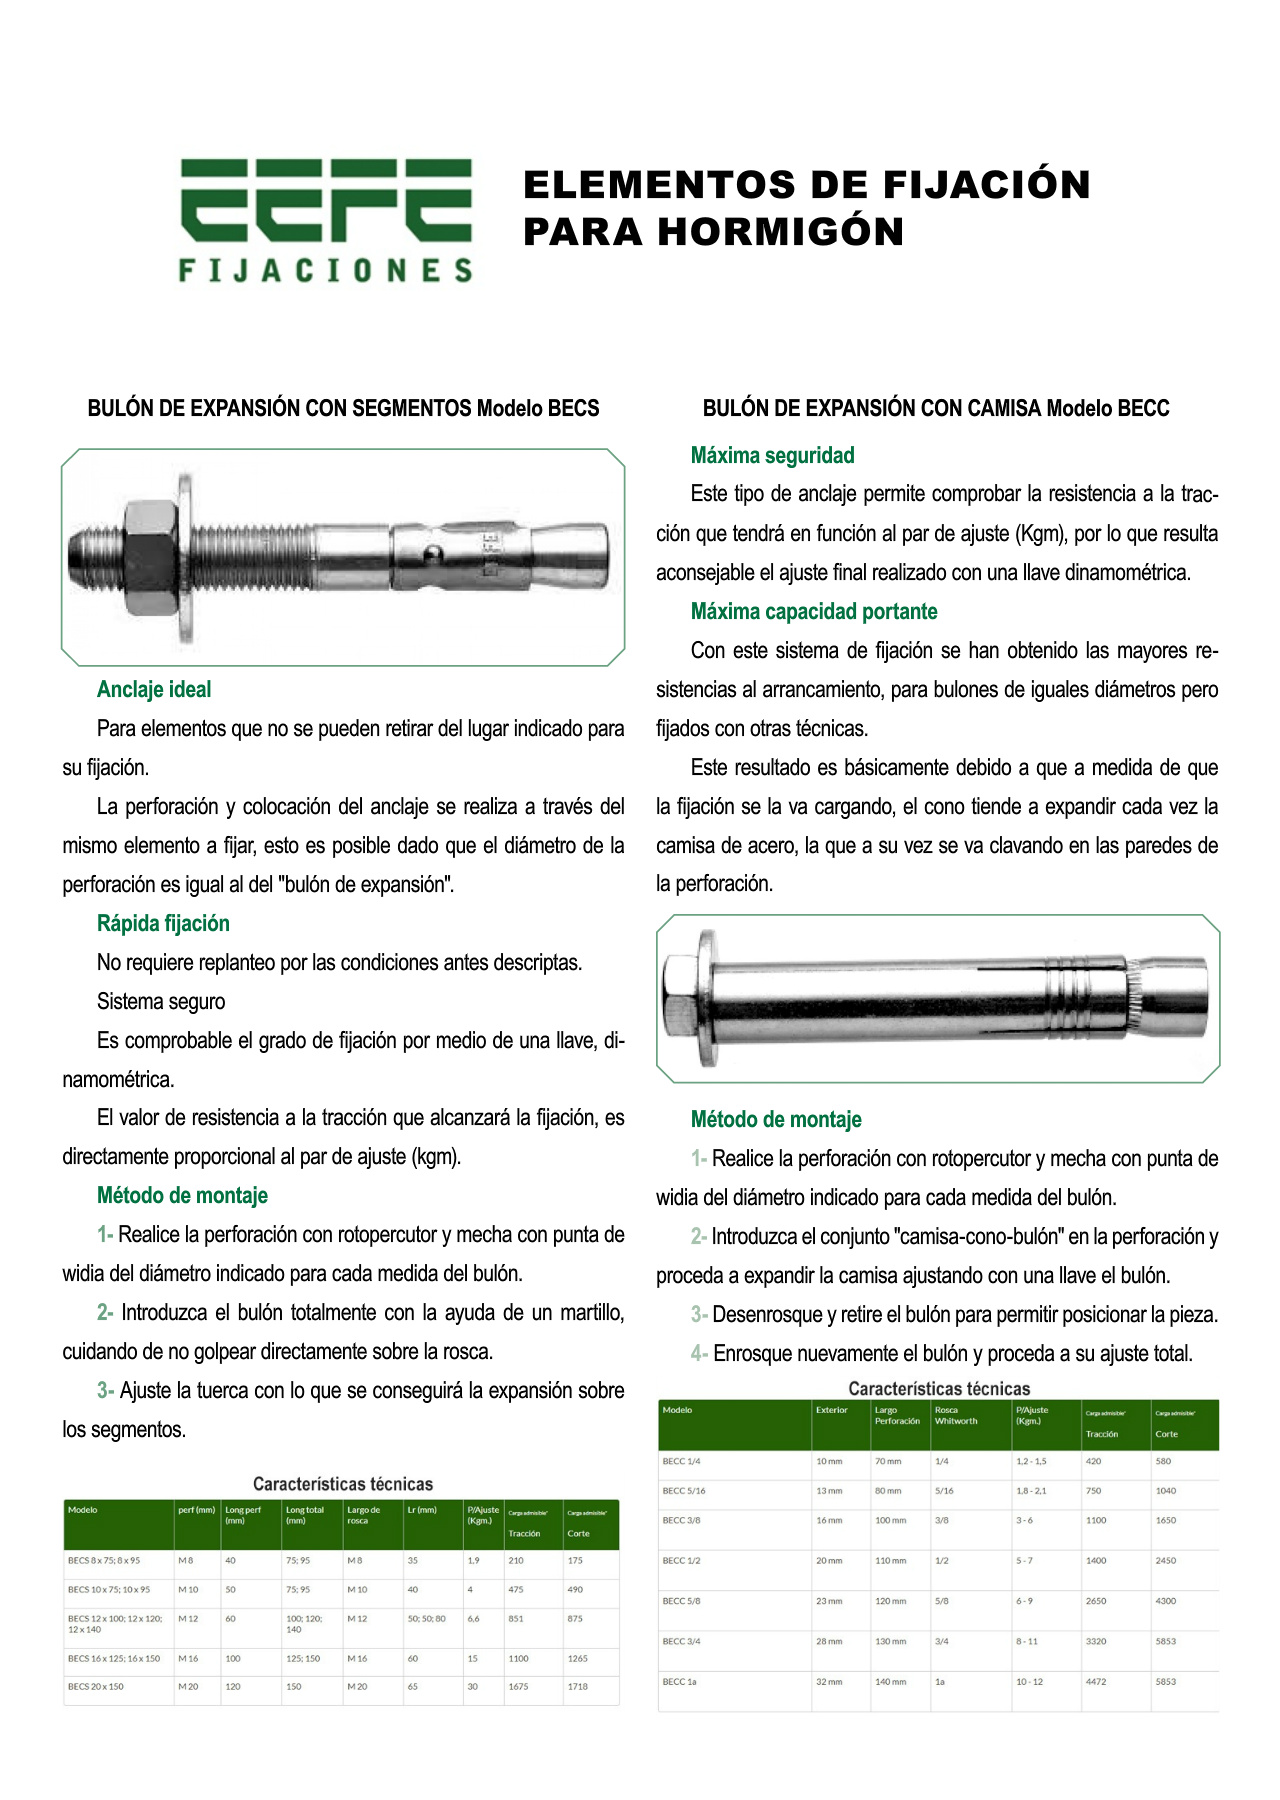 EEFE
FIJACIONES
ELEMENTOS DE FIJACIÓN
PARA HORMIGÓN
BULÓN DE EXPANSIÓN CON SEGMENTOS Modelo BECS
Anclaje ideal
Para elementos que no se pueden retirar del lugar indicado para
su fijación.
La perforación y colocación del anclaje se realiza a través del
mismo elemento a fijar, esto es posible dado que el diámetro de la
perforación es igual al del "bulón de expansión".
Rápida fijación
No requiere replanteo por las condiciones antes descriptas.
Sistema seguro
Es comprobable el grado de fijación por medio de una llave, di-
namométrica.
El valor de resistencia a la tracción que alcanzará la fijación, es
directamente proporcional al par de ajuste (kgm).
Método de montaje
1- Realice la perforación con rotopercutor y mecha con punta de
widia del diámetro indicado para cada medida del bulón.
2- Introduzca el bulón totalmente con la ayuda de un martillo,
cuidando de no golpear directamente sobre la rosca.
3- Ajuste la tuerca con lo que se conseguirá la expansión sobre
los segmentos.
Características técnicas
Modelo perf (mm) Long perf (mm) Long total (mm) Largo de rosca Lr (mm) P/Ajuste (Kgm.) Carga admisible* Tracción Carga admisible* Corte
BECS 8 x 75; 8 x 95 M 8 40 75; 95 M 8 35 1,9 210 175
BECS 10 x 75; 10 x 95 M 10 50 75; 95 M 10 40 4 475 490
BECS 12 x 100; 12 x 120; 12 x 140 M 12 60 100; 120; 140 M 12 50; 50; 80 6,6 851 875
BECS 16 x 125; 16 x 150 M 16 100 125; 150 M 16 60 15 1100 1265
BECS 20 x 150 M 20 120 150 M 20 65 30 1675 1718
BULÓN DE EXPANSIÓN CON CAMISA Modelo BECC
Máxima seguridad
Este tipo de anclaje permite comprobar la resistencia a la trac-
ción que tendrá en función al par de ajuste (Kgm), por lo que resulta
aconsejable el ajuste final realizado con una llave dinamométrica.
Máxima capacidad portante
Con este sistema de fijación se han obtenido las mayores re-
sistencias al arrancamiento, para bulones de iguales diámetros pero
fijados con otras técnicas.
Este resultado es básicamente debido a que a medida de que
la fijación se la va cargando, el cono tiende a expandir cada vez la
camisa de acero, la que a su vez se va clavando en las paredes de
la perforación.
Método de montaje
1- Realice la perforación con rotopercutor y mecha con punta de
widia del diámetro indicado para cada medida del bulón.
2- Introduzca el conjunto "camisa-cono-bulón" en la perforación y
proceda a expandir la camisa ajustando con una llave el bulón.
3- Desenrosque y retire el bulón para permitir posicionar la pieza.
4- Enrosque nuevamente el bulón y proceda a su ajuste total.
Características técnicas
Modelo Exterior Largo Perforación Rosca Whitworth P/Ajuste (Kgm.) Carga admisible* Tracción Carga admisible* Corte
BECC 1/4 10 mm 70 mm 1/4 1,2 - 1,5 420 580
BECC 5/16 13 mm 80 mm 5/16 1,8 - 2,1 750 1040
BECC 3/8 16 mm 100 mm 3/8 3 - 6 1100 1650
BECC 1/2 20 mm 110 mm 1/2 5 - 7 1400 2450
BECC 5/8 23 mm 120 mm 5/8 6 - 9 2650 4300
BECC 3/4 28 mm 130 mm 3/4 8 - 11 3320 5853
BECC 1a 32 mm 140 mm 1a 10 - 12 4472 5853